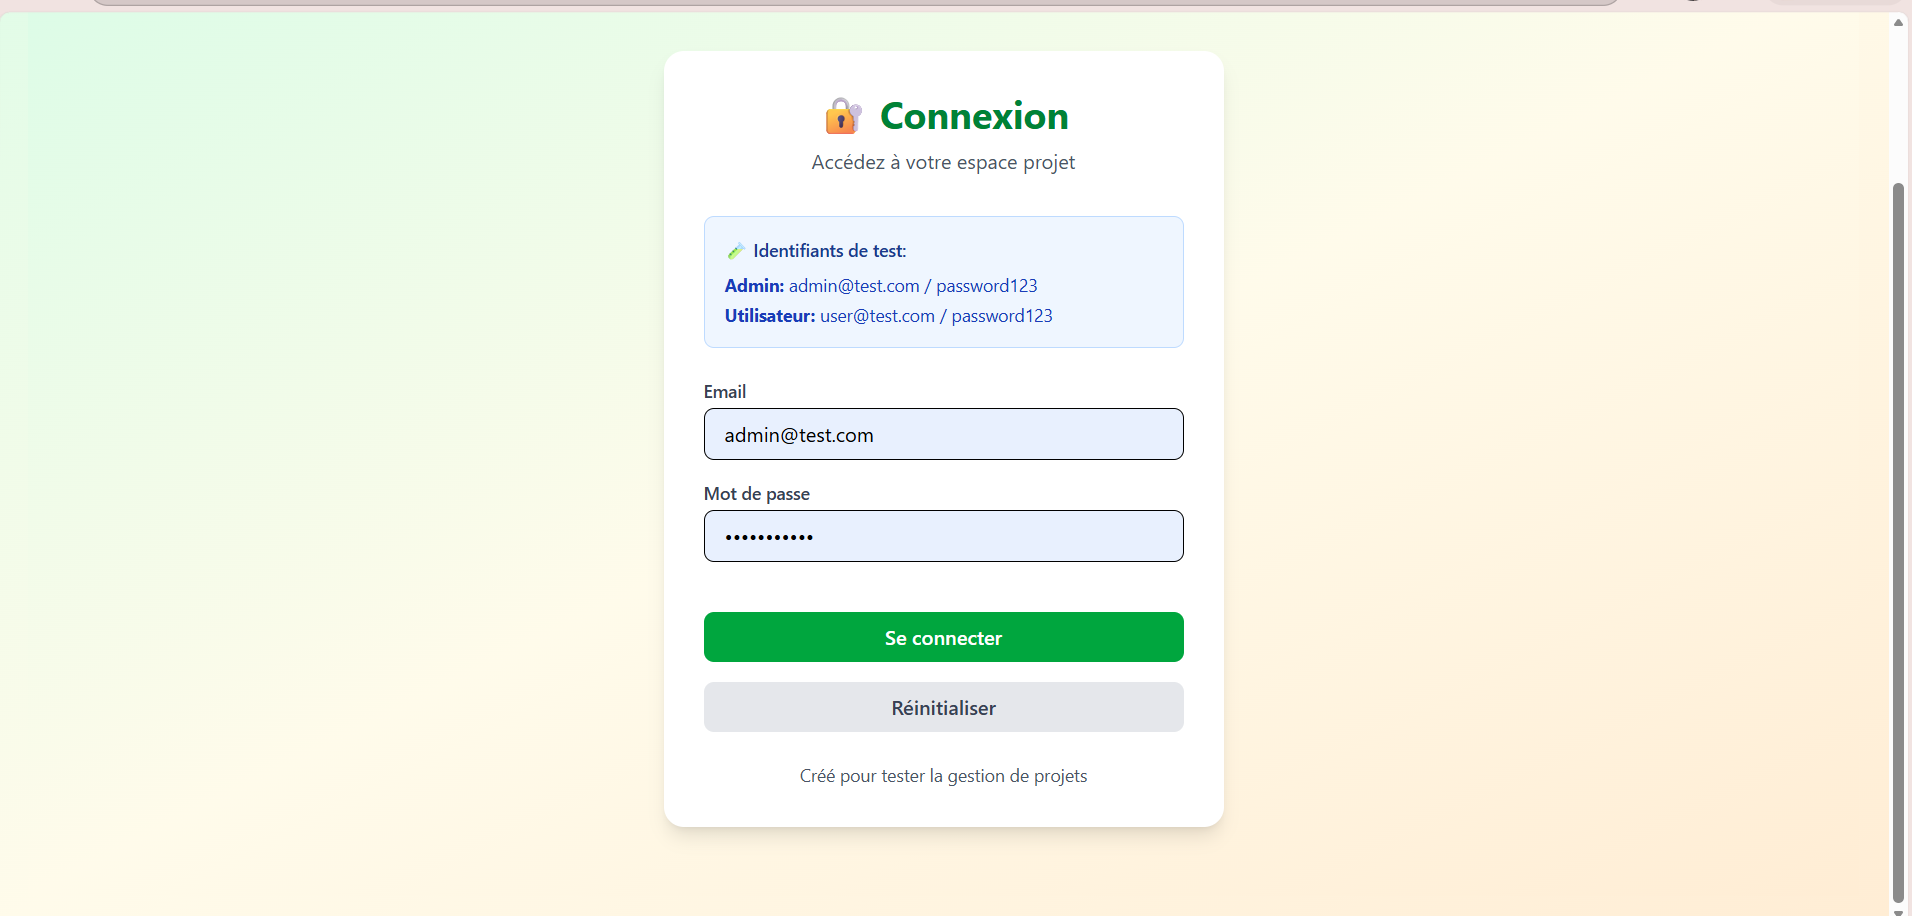 Connexion
Accédez à votre espace projet
Identifiants de test:
Admin: admin@test.com / password123
Utilisateur: user@test.com / password123
Email
admin@test.com
Mot de passe
•••••••••••
Se connecter
Réinitialiser
Créé pour tester la gestion de projets